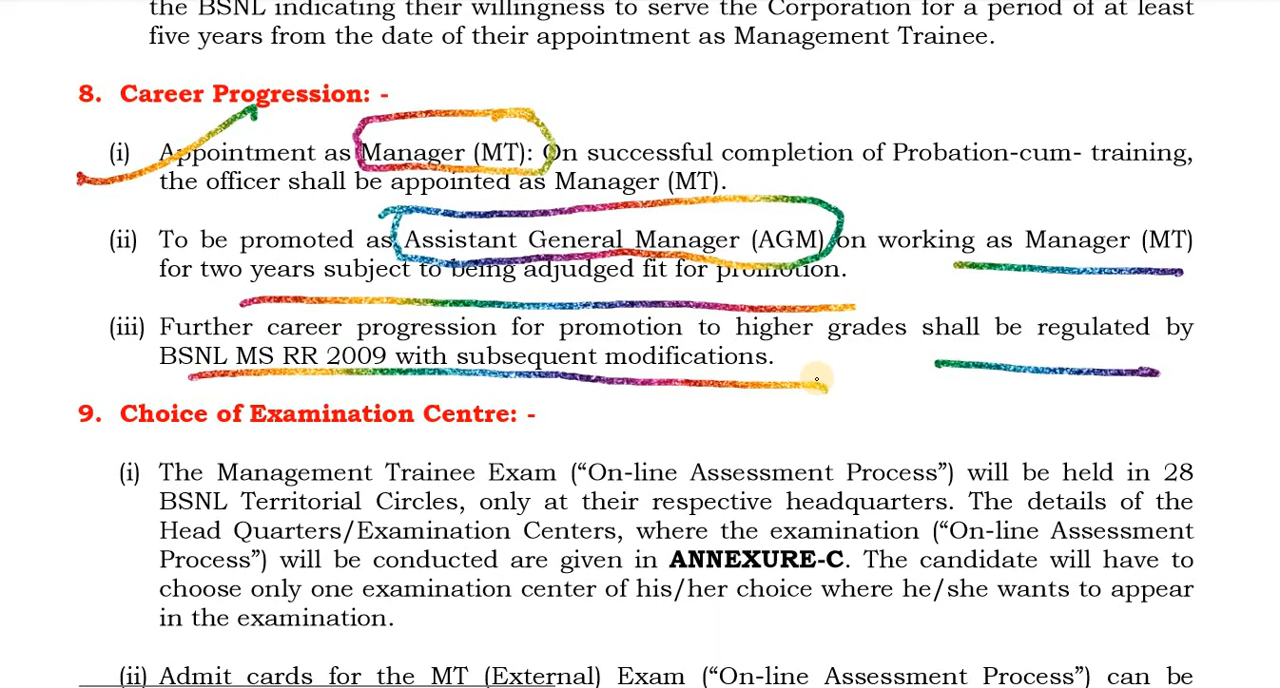 the BSNL indicating their willingness to serve the Corporation for a period of at least
five years from the date of their appointment as Management Trainee.
8. Career Progression: -
(i) Appointment as Manager (MT): On successful completion of Probation-cum- training,
the officer shall be appointed as Manager (MT).
(ii) To be promoted as Assistant General Manager (AGM) on working as Manager (MT)
for two years subject to being adjudged fit for promotion.
(iii) Further career progression for promotion to higher grades shall be regulated by
BSNL MS RR 2009 with subsequent modifications.
9. Choice of Examination Centre: -
(i) The Management Trainee Exam (“On-line Assessment Process”) will be held in 28
BSNL Territorial Circles, only at their respective headquarters. The details of the
Head Quarters/Examination Centers, where the examination (“On-line Assessment
Process”) will be conducted are given in ANNEXURE-C. The candidate will have to
choose only one examination center of his/her choice where he/she wants to appear
in the examination.
(ii) Admit cards for the MT (External) Exam (“On-line Assessment Process”) can be